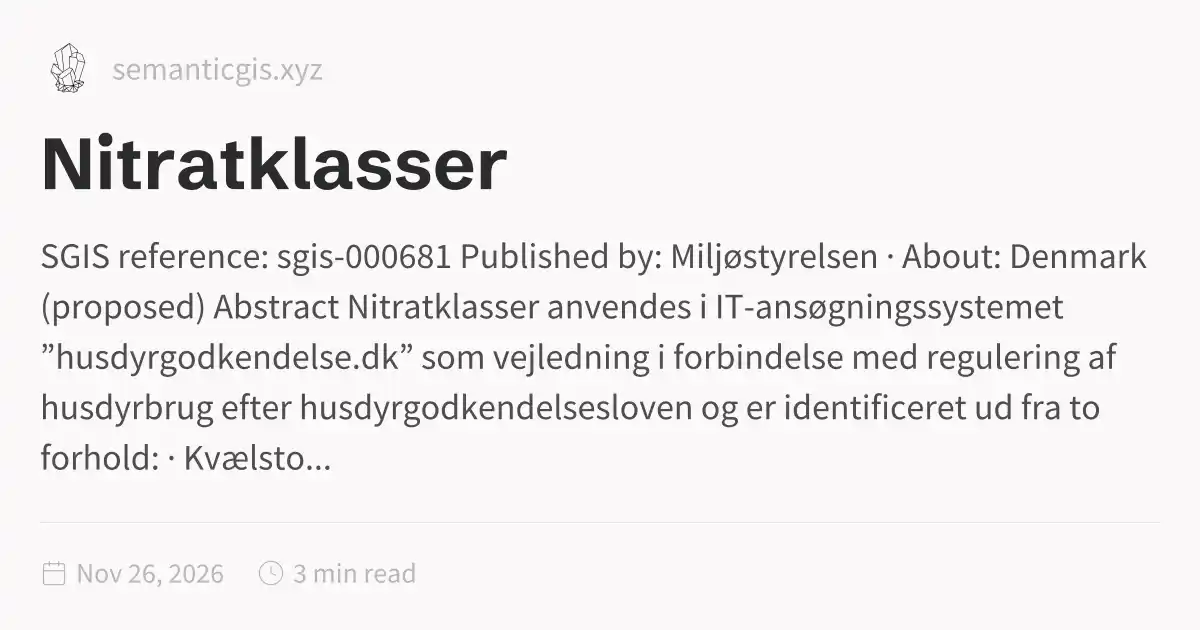 semanticgis.xyz
Nitratklasser
SGIS reference: sgis-000681 Published by: Miljøstyrelsen · About: Denmark
(proposed) Abstract Nitratklasser anvendes i IT-ansøgningssystemet
”husdyrgodkendelse.dk” som vejledning i forbindelse med regulering af
husdyrbrug efter husdyrgodkendelsesloven og er identificeret ud fra to
forhold: · Kvælsto...
Nov 26, 2026 3 min read